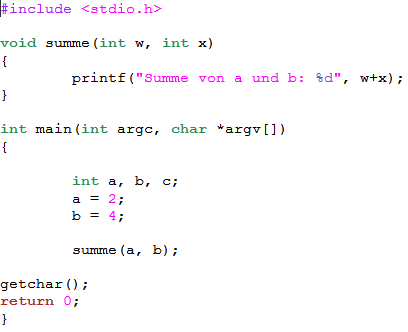 #include <stdio.h>
void summe(int w, int x)
{
printf("Summe von a und b: %d", w+x);
}
int main(int argc, char *argv[])
{
int a, b, c;
a = 2;
b = 4;
summe(a, b);
getchar();
return 0;
}